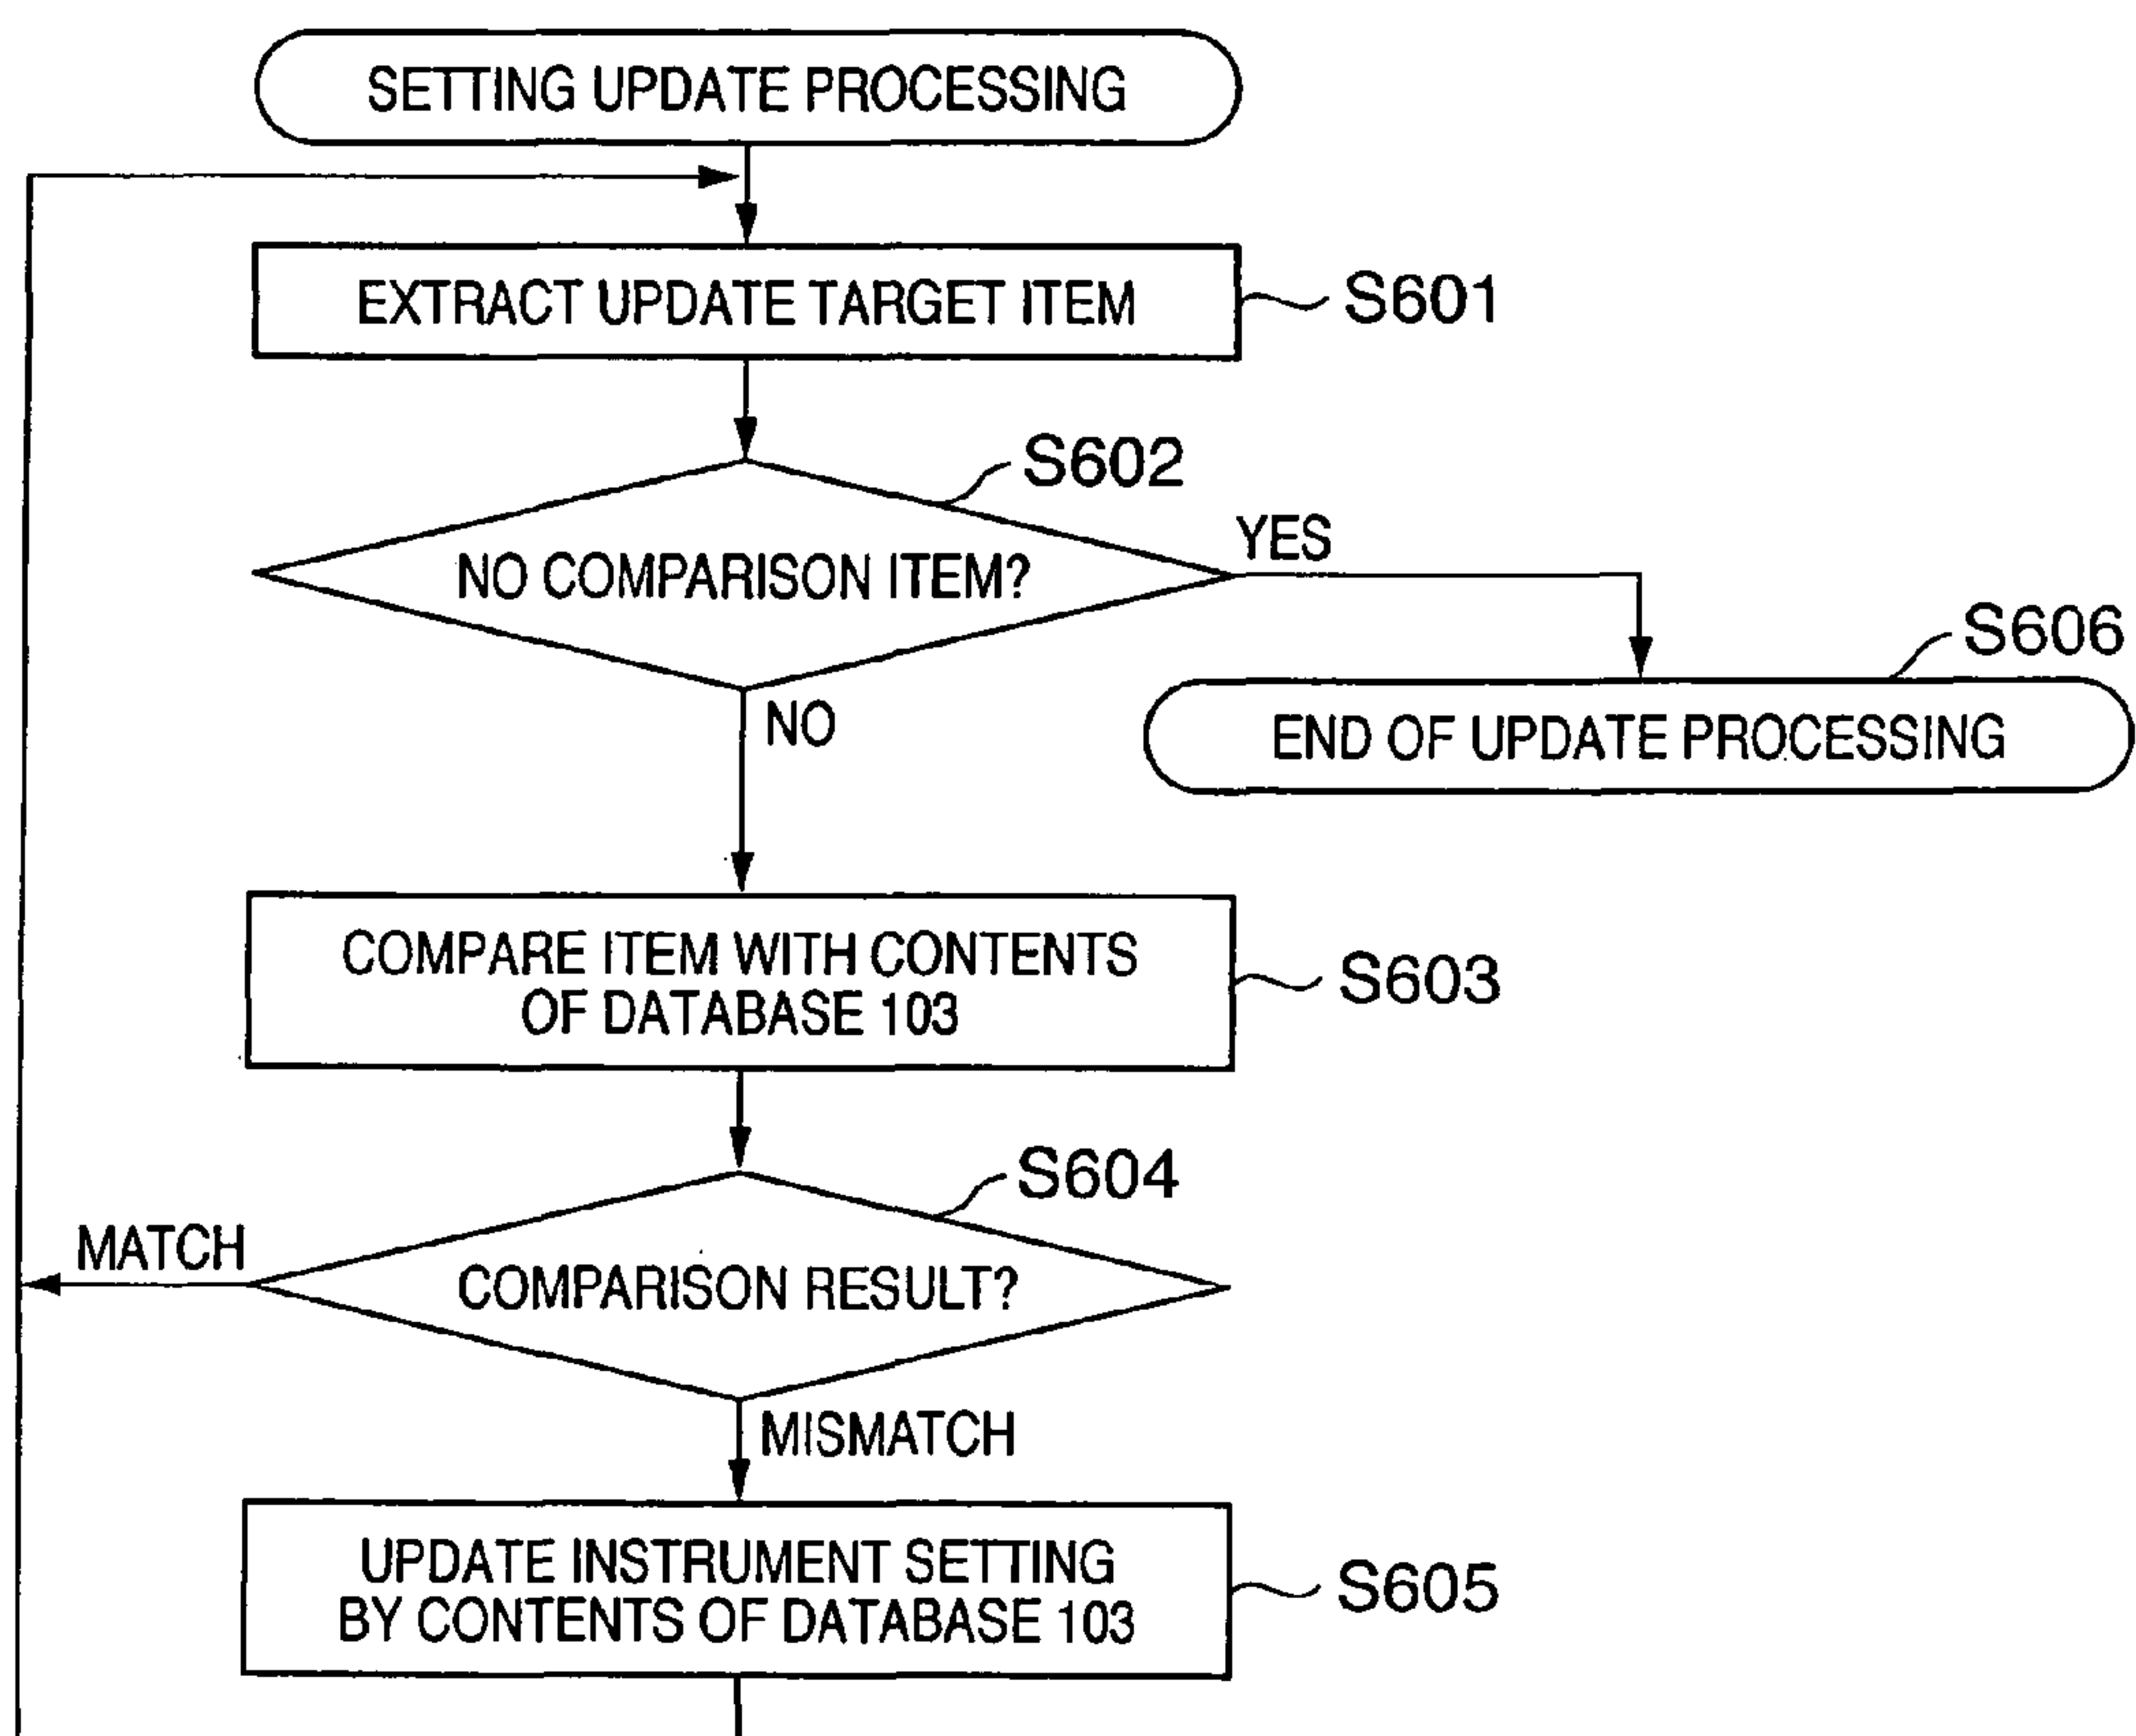 SETTING UPDATE PROCESSING
EXTRACT UPDATE TARGET ITEM
S601
S602
NO COMPARISON ITEM?
YES
S606
NO
END OF UPDATE PROCESSING
COMPARE ITEM WITH CONTENTS
OF DATABASE 103
S603
S604
MATCH
COMPARISON RESULT?
MISMATCH
UPDATE INSTRUMENT SETTING
BY CONTENTS OF DATABASE 103
S605